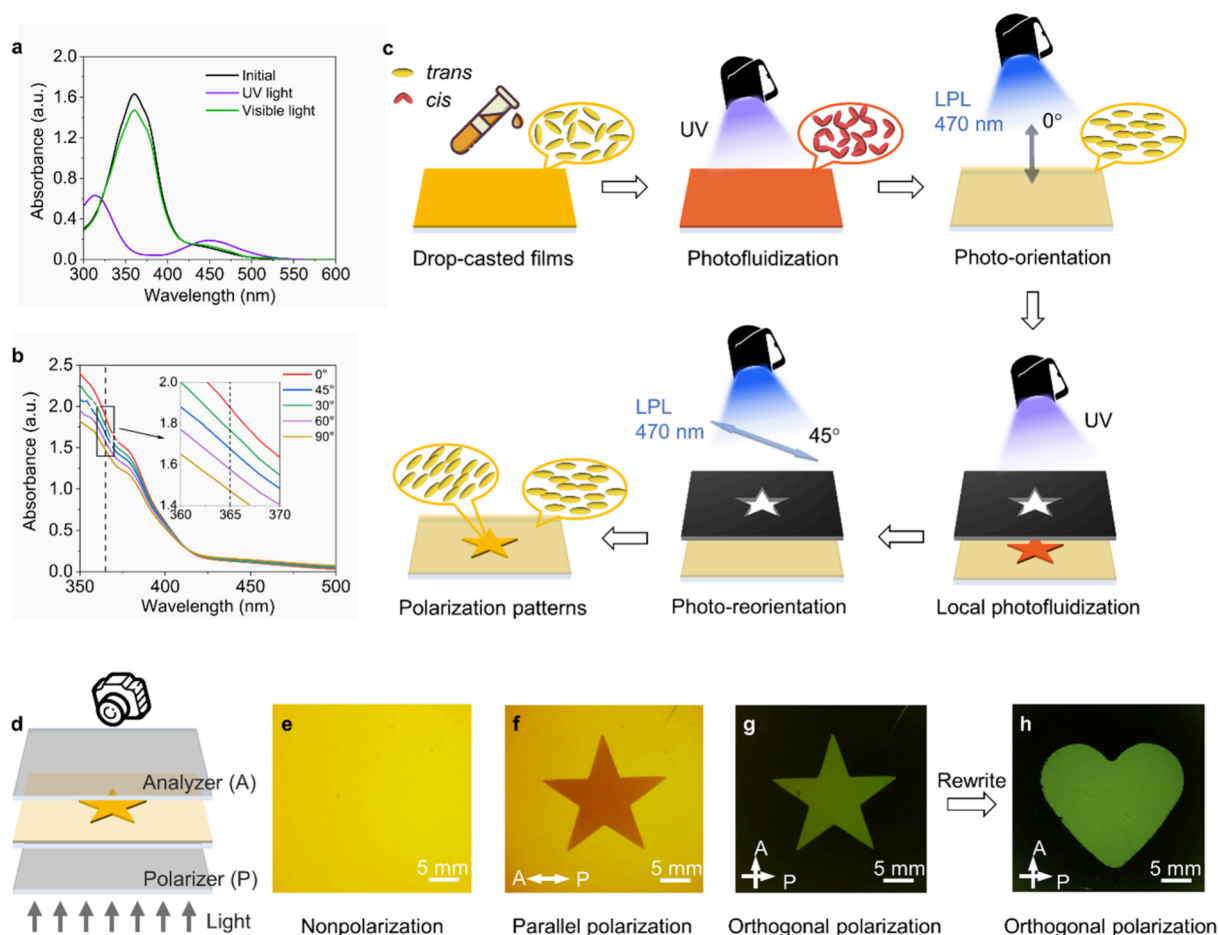 a
2.0
1.6
1.2
0.8
0.4
0.0
300 350 400 450 500 550 600
Absorbance (a.u.)
Wavelength (nm)
Initial
UV light
Visible light
b
2.5
2.0
1.5
1.0
0.5
0.0
350 400 450 500
Absorbance (a.u.)
Wavelength (nm)
2.0
1.8
1.6
1.4
360 365 370
0°
45°
30°
60°
90°
c
trans
cis
Drop-casted films
UV
Photofluidization
LPL
470 nm
0°
Photo-orientation
UV
Local photofluidization
LPL
470 nm
45°
Photo-reorientation
Polarization patterns
d
Analyzer (A)
Polarizer (P)
Light
e
5 mm
Nonpolarization
f
A P
5 mm
Parallel polarization
g
A
P
5 mm
Orthogonal polarization
Rewrite
h
A
P
5 mm
Orthogonal polarization